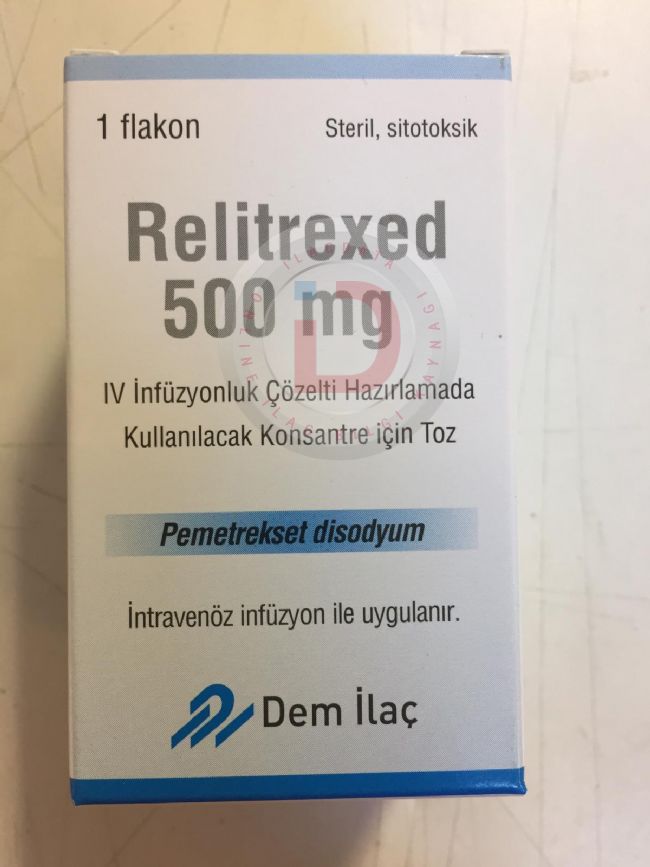 1 flakon
Steril, sitotoksik
Relitrexed
500 mg
IV İnfüzyonluk Çözelti Hazırlamada
Kullanılacak Konsantre için Toz
Pemetrekset disodyum
İntravenöz infüzyon ile uygulanır.
Dem İlaç